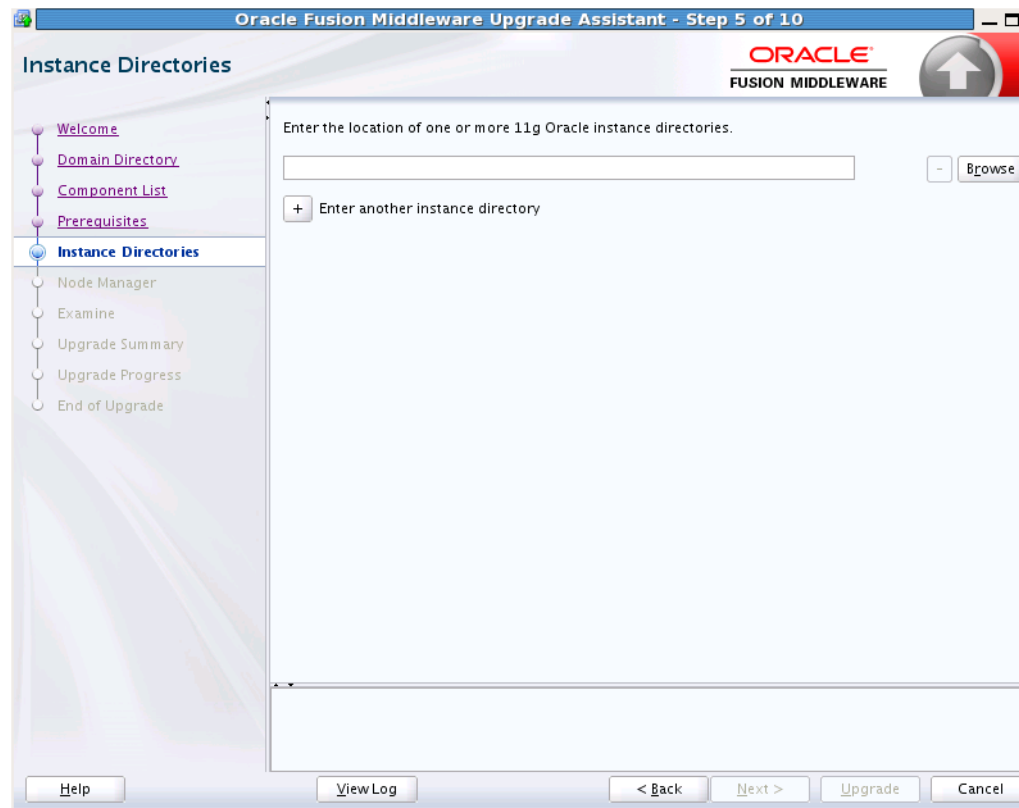 Oracle Fusion Middleware Upgrade Assistant - Step 5 of 10
Instance Directories
ORACLE
FUSION MIDDLEWARE
Welcome
Domain Directory
Component List
Prerequisites
Instance Directories
Node Manager
Examine
Upgrade Summary
Upgrade Progress
End of Upgrade
Enter the location of one or more 11g Oracle instance directories.
- Browse
+ Enter another instance directory
Help View Log < Back Next > Upgrade Cancel